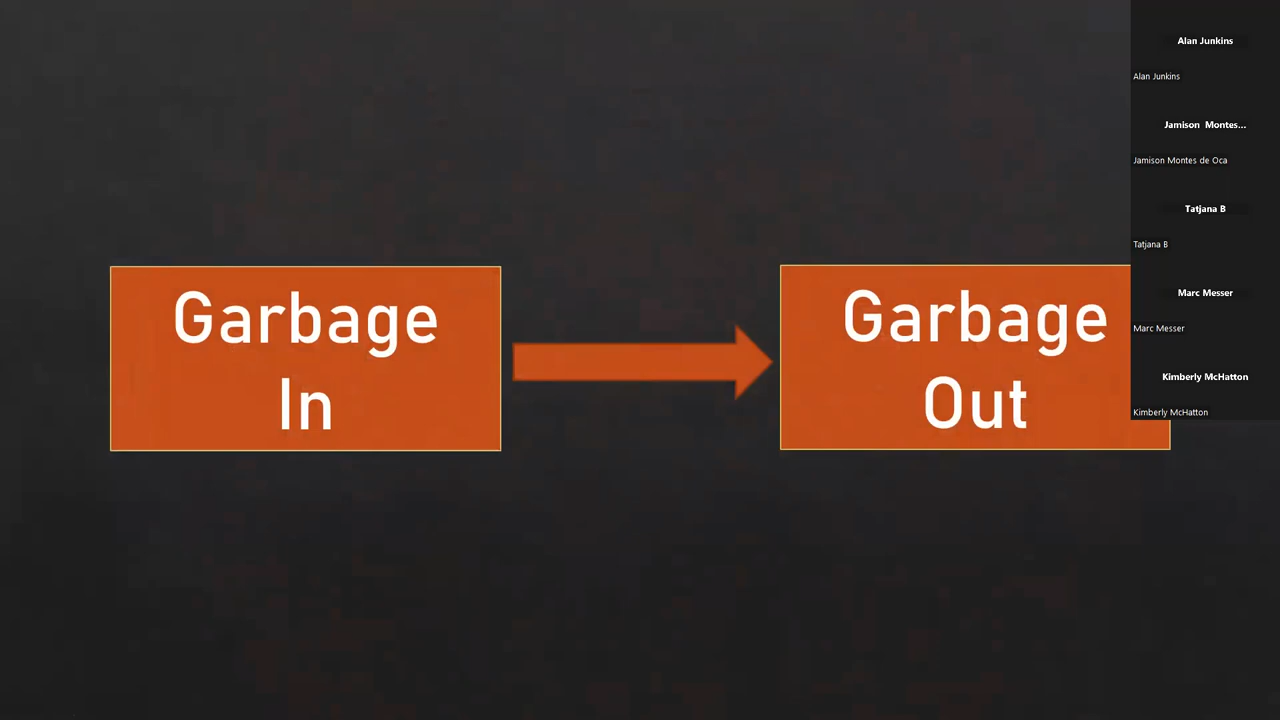 Garbage
In
Garbage
Out
Alan Junkins
Alan Junkins
Jamison Montes...
Jamison Montes de Oca
Tatjana B
Tatjana B
Marc Messer
Marc Messer
Kimberly McHatton
Kimberly McHatton